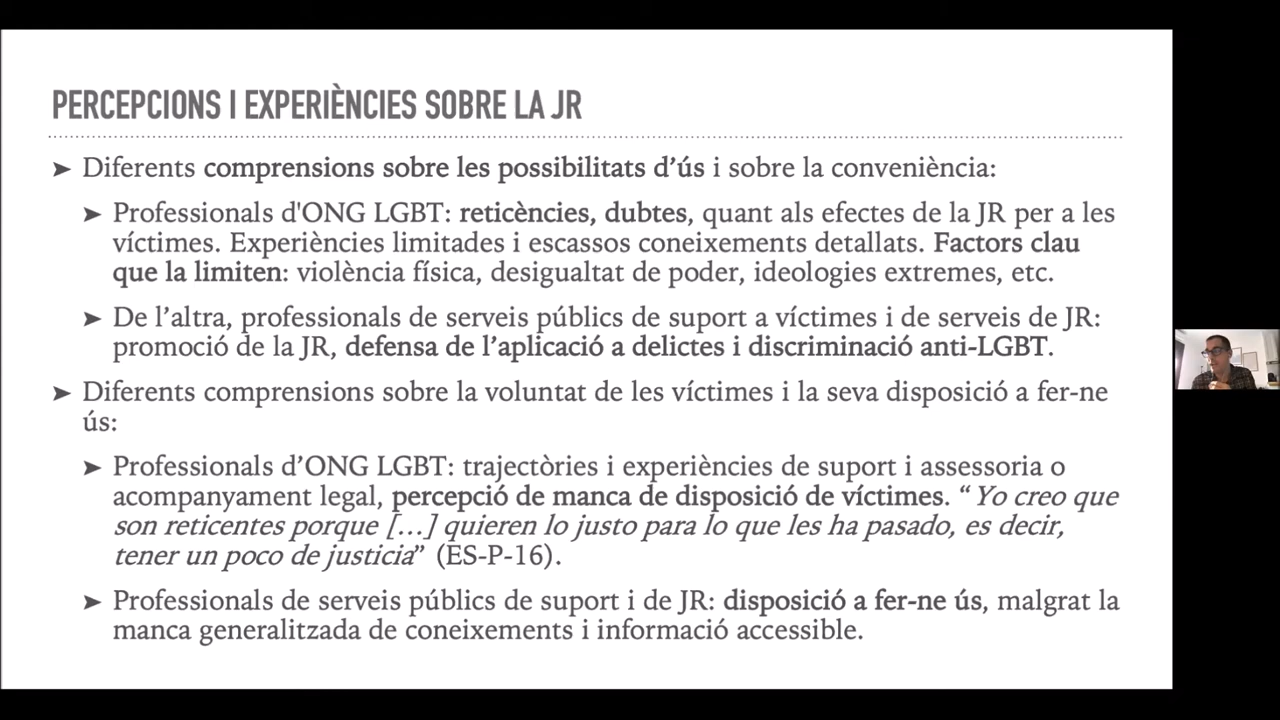 PERCEPCIONS I EXPERIÈNCIES SOBRE LA JR
➤ Diferents comprensions sobre les possibilitats d’ús i sobre la conveniència:
➤ Professionals d'ONG LGBT: reticències, dubtes, quant als efectes de la JR per a les
víctimes. Experiències limitades i escassos coneixements detallats. Factors clau
que la limiten: violència física, desigualtat de poder, ideologies extremes, etc.
➤ De l’altra, professionals de serveis públics de suport a víctimes i de serveis de JR:
promoció de la JR, defensa de l’aplicació a delictes i discriminació anti-LGBT.
➤ Diferents comprensions sobre la voluntat de les víctimes i la seva disposició a fer-ne
ús:
➤ Professionals d’ONG LGBT: trajectòries i experiències de suport i assessoria o
acompanyament legal, percepció de manca de disposició de víctimes. “Yo creo que
son reticentes porque [...] quieren lo justo para lo que les ha pasado, es decir,
tener un poco de justicia” (ES-P-16).
➤ Professionals de serveis públics de suport i de JR: disposició a fer-ne ús, malgrat la
manca generalitzada de coneixements i informació accessible.